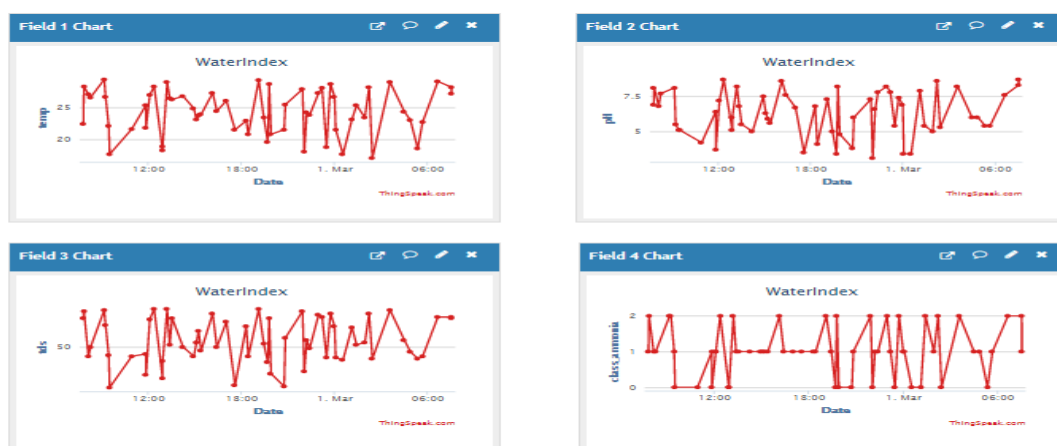 Field 1 Chart
WaterIndex
temp
25
20
12:00 18:00 1. Mar 06:00
Date
ThingSpeak.com
Field 2 Chart
WaterIndex
pH
7.5
5
12:00 18:00 1. Mar 06:00
Date
ThingSpeak.com
Field 3 Chart
WaterIndex
tds
50
12:00 18:00 1. Mar 06:00
Date
ThingSpeak.com
Field 4 Chart
WaterIndex
class_ammonia
2
1
0
12:00 18:00 1. Mar 06:00
Date
ThingSpeak.com